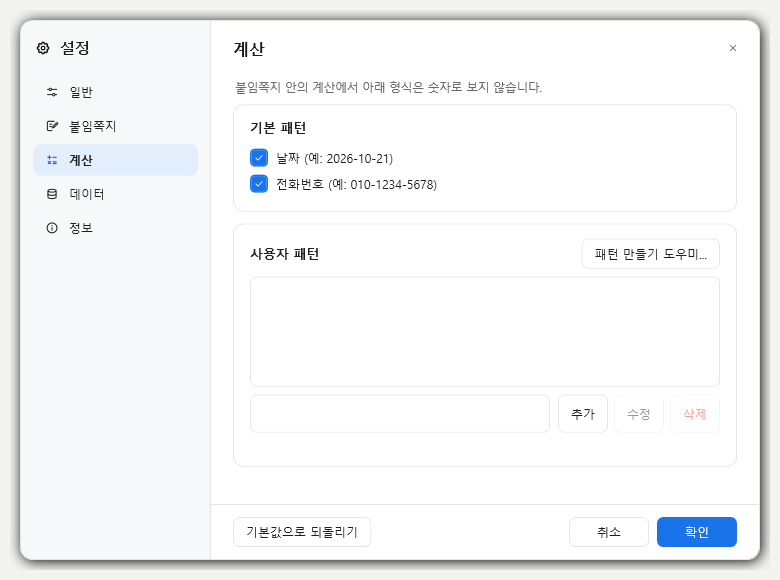 설정
일반
붙임쪽지
계산
데이터
정보
계산
×
붙임쪽지 안의 계산에서 아래 형식은 숫자로 보지 않습니다.
기본 패턴
날짜 (예: 2026-10-21)
전화번호 (예: 010-1234-5678)
사용자 패턴
패턴 만들기 도우미...
추가
수정
삭제
기본값으로 되돌리기
취소
확인